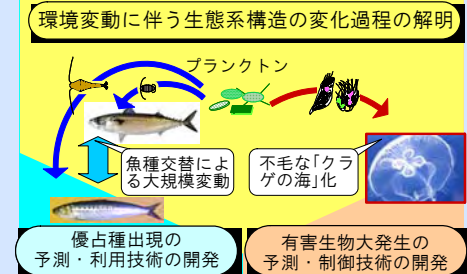 環境変動に伴う生態系構造の変化過程の解明
プランクトン
魚種交替によ
る大規模変動
不毛な「クラ
ゲの海」化
優占種出現の
予測・利用技術の開発
有害生物大発生の
予測・制御技術の開発